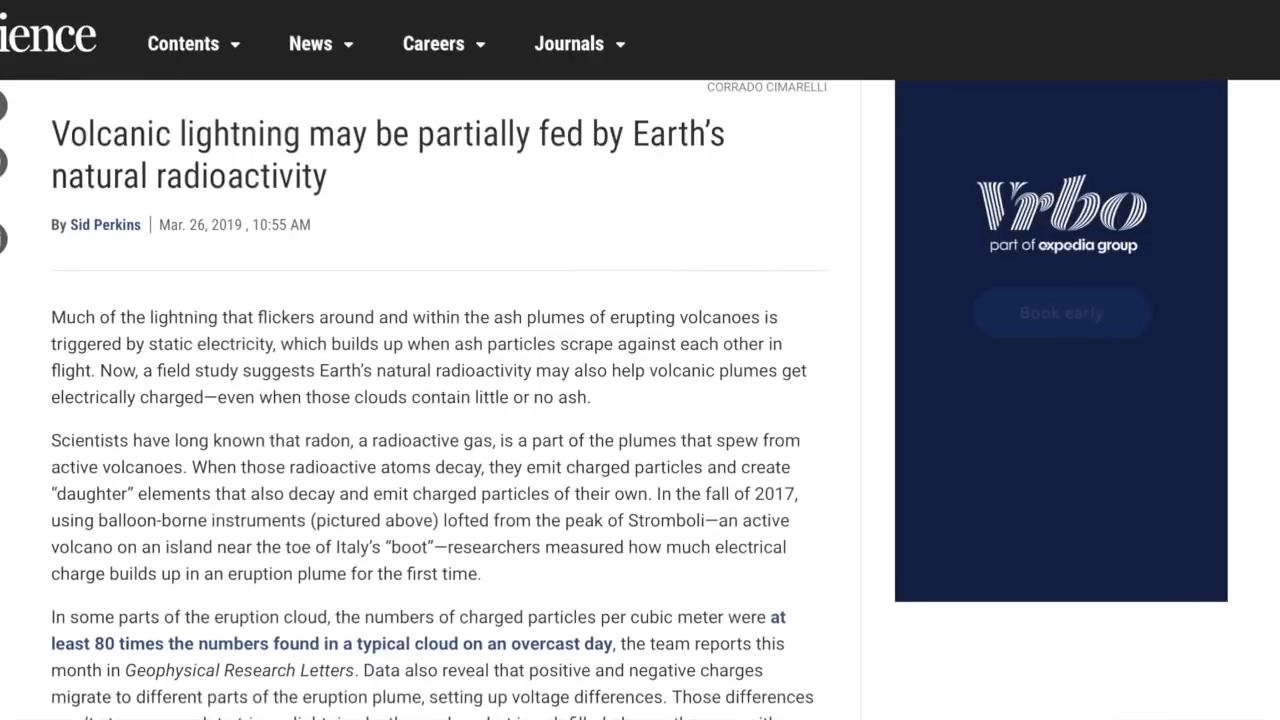 ience
Contents
News
Careers
Journals
CORRADO CIMARELLI
Volcanic lightning may be partially fed by Earth’s
natural radioactivity
By Sid Perkins | Mar. 26, 2019 , 10:55 AM
Much of the lightning that flickers around and within the ash plumes of erupting volcanoes is
triggered by static electricity, which builds up when ash particles scrape against each other in
flight. Now, a field study suggests Earth’s natural radioactivity may also help volcanic plumes get
electrically charged—even when those clouds contain little or no ash.
Scientists have long known that radon, a radioactive gas, is a part of the plumes that spew from
active volcanoes. When those radioactive atoms decay, they emit charged particles and create
“daughter” elements that also decay and emit charged particles of their own. In the fall of 2017,
using balloon-borne instruments (pictured above) lofted from the peak of Stromboli—an active
volcano on an island near the toe of Italy’s “boot”—researchers measured how much electrical
charge builds up in an eruption plume for the first time.
In some parts of the eruption cloud, the numbers of charged particles per cubic meter were at
least 80 times the numbers found in a typical cloud on an overcast day, the team reports this
month in Geophysical Research Letters. Data also reveal that positive and negative charges
migrate to different parts of the eruption plume, setting up voltage differences. Those differences
Vrbo
part of expedia group
Book early